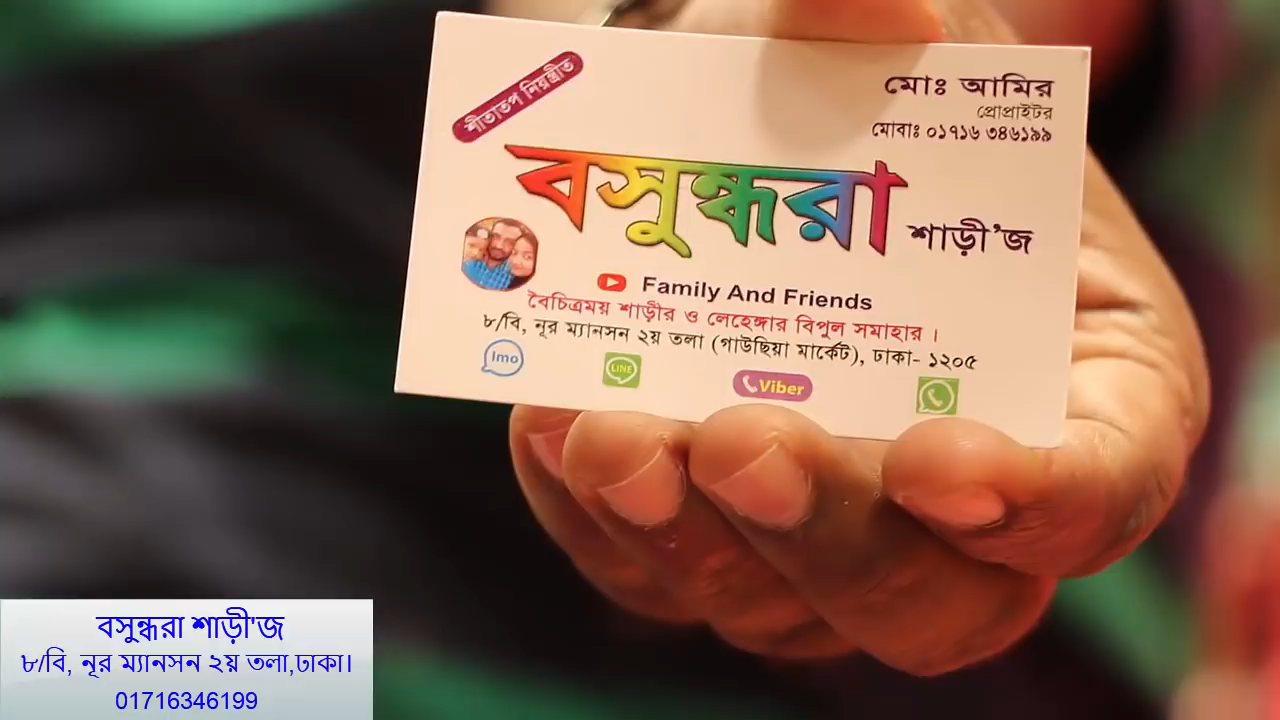 শীতাতপ নিয়ন্ত্রীত
মোঃ আমির
প্রোপ্রাইটর
মোবাঃ ০১৭১৬ ৩৪৬১৯৯
বসুন্ধরা শাড়ী’জ
Family And Friends
বৈচিত্রময় শাড়ীর ও লেহেঙ্গার বিপুল সমাহার ।
৮/বি, নূর ম্যানসন ২য় তলা (গাউছিয়া মার্কেট), ঢাকা- ১২০৫
Imo
LINE
Viber
বসুন্ধরা শাড়ী'জ
৮/বি, নূর ম্যানসন ২য় তলা,ঢাকা।
01716346199